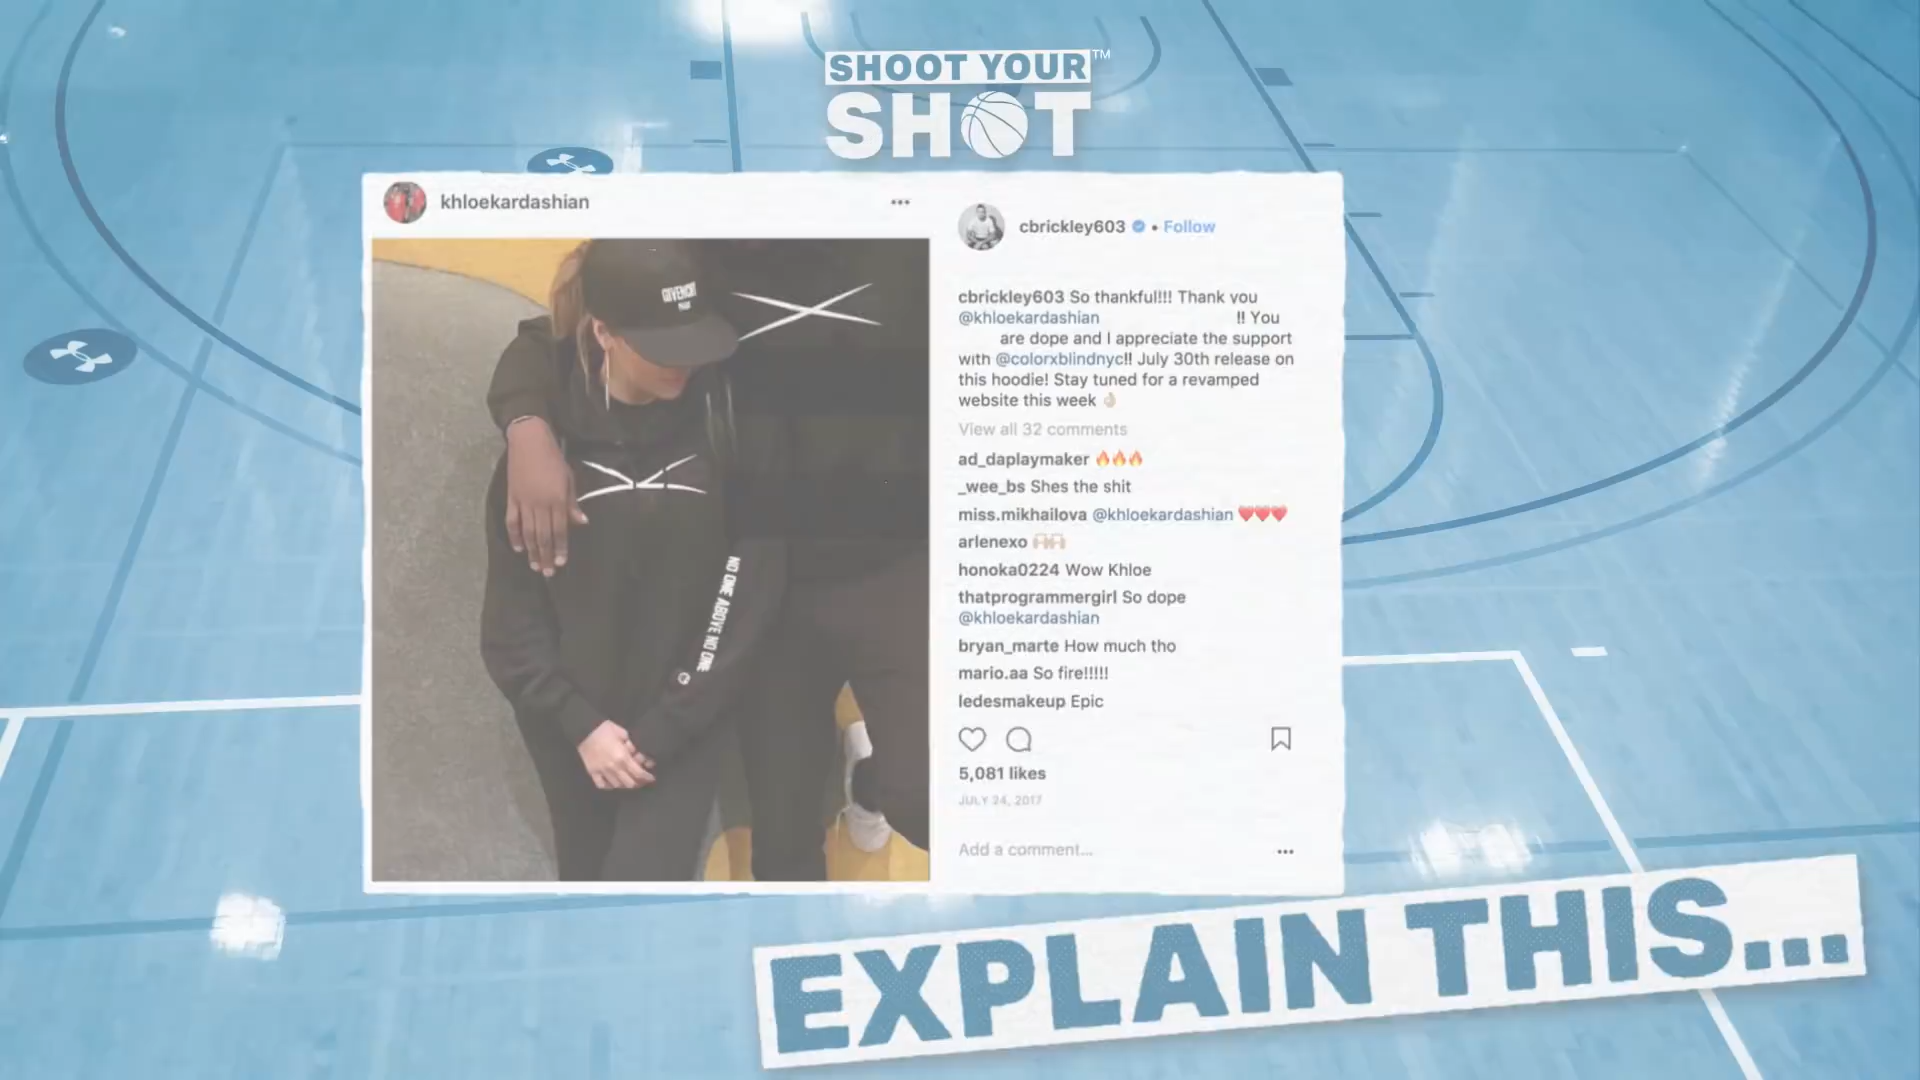 SHOOT YOUR™
SHOT
khloekardashian
GIVENCHY
PARIS
NO ONE ABOVE NO ONE
cbrickley603 • Follow
cbrickley603 So thankful!!! Thank you
@khloekardashian !! You
are dope and I appreciate the support
with @colorxblindnyc!! July 30th release on
this hoodie! Stay tuned for a revamped
website this week 👌🏼
View all 32 comments
ad_daplaymaker 🔥🔥🔥
_wee_bs Shes the shit
miss.mikhailova @khloekardashian ❤️❤️❤️
arlenexo 🙌🏼
honoka0224 Wow Khloe
thatprogrammergirl So dope
@khloekardashian
bryan_marte How much tho
mario.aa So fire!!!!!
ledesmakeup Epic
5,081 likes
JULY 24, 2017
Add a comment...
EXPLAIN THIS...